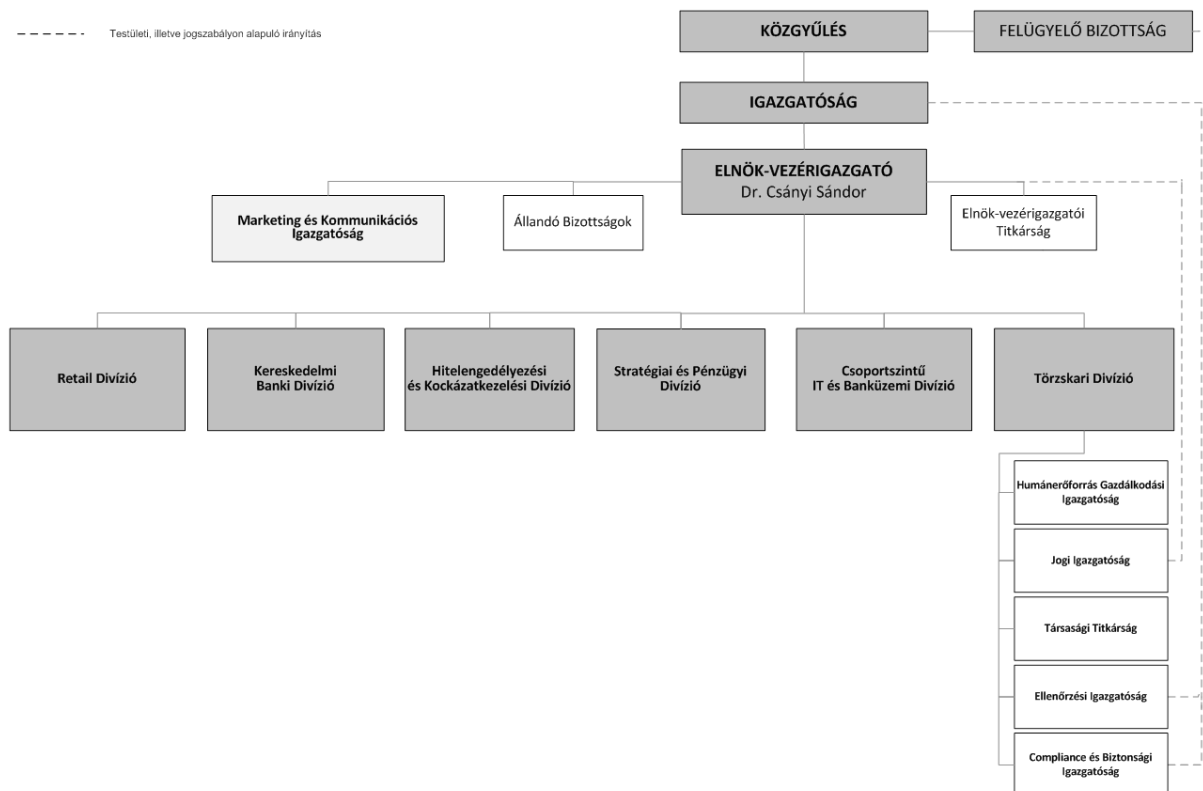 Testületi, illetve jogszabályon alapuló irányítás
KÖZGYŰLÉS
FELÜGYELŐ BIZOTTSÁG
IGAZGATÓSÁG
ELNÖK-VEZÉRIGAZGATÓ
Dr. Csányi Sándor
Marketing és Kommunikációs
Igazgatóság
Állandó Bizottságok
Elnök-vezérigazgatói
Titkárság
Retail Divízió
Kereskedelmi
Banki Divízió
Hitelengedélyezési
és Kockázatkezelési Divízió
Stratégiai és Pénzügyi
Divízió
Csoportszintű
IT és Banküzemi Divízió
Törzskari Divízió
Humánerőforrás Gazdálkodási
Igazgatóság
Jogi Igazgatóság
Társasági Titkárság
Ellenőrzési Igazgatóság
Compliance és Biztonsági
Igazgatóság